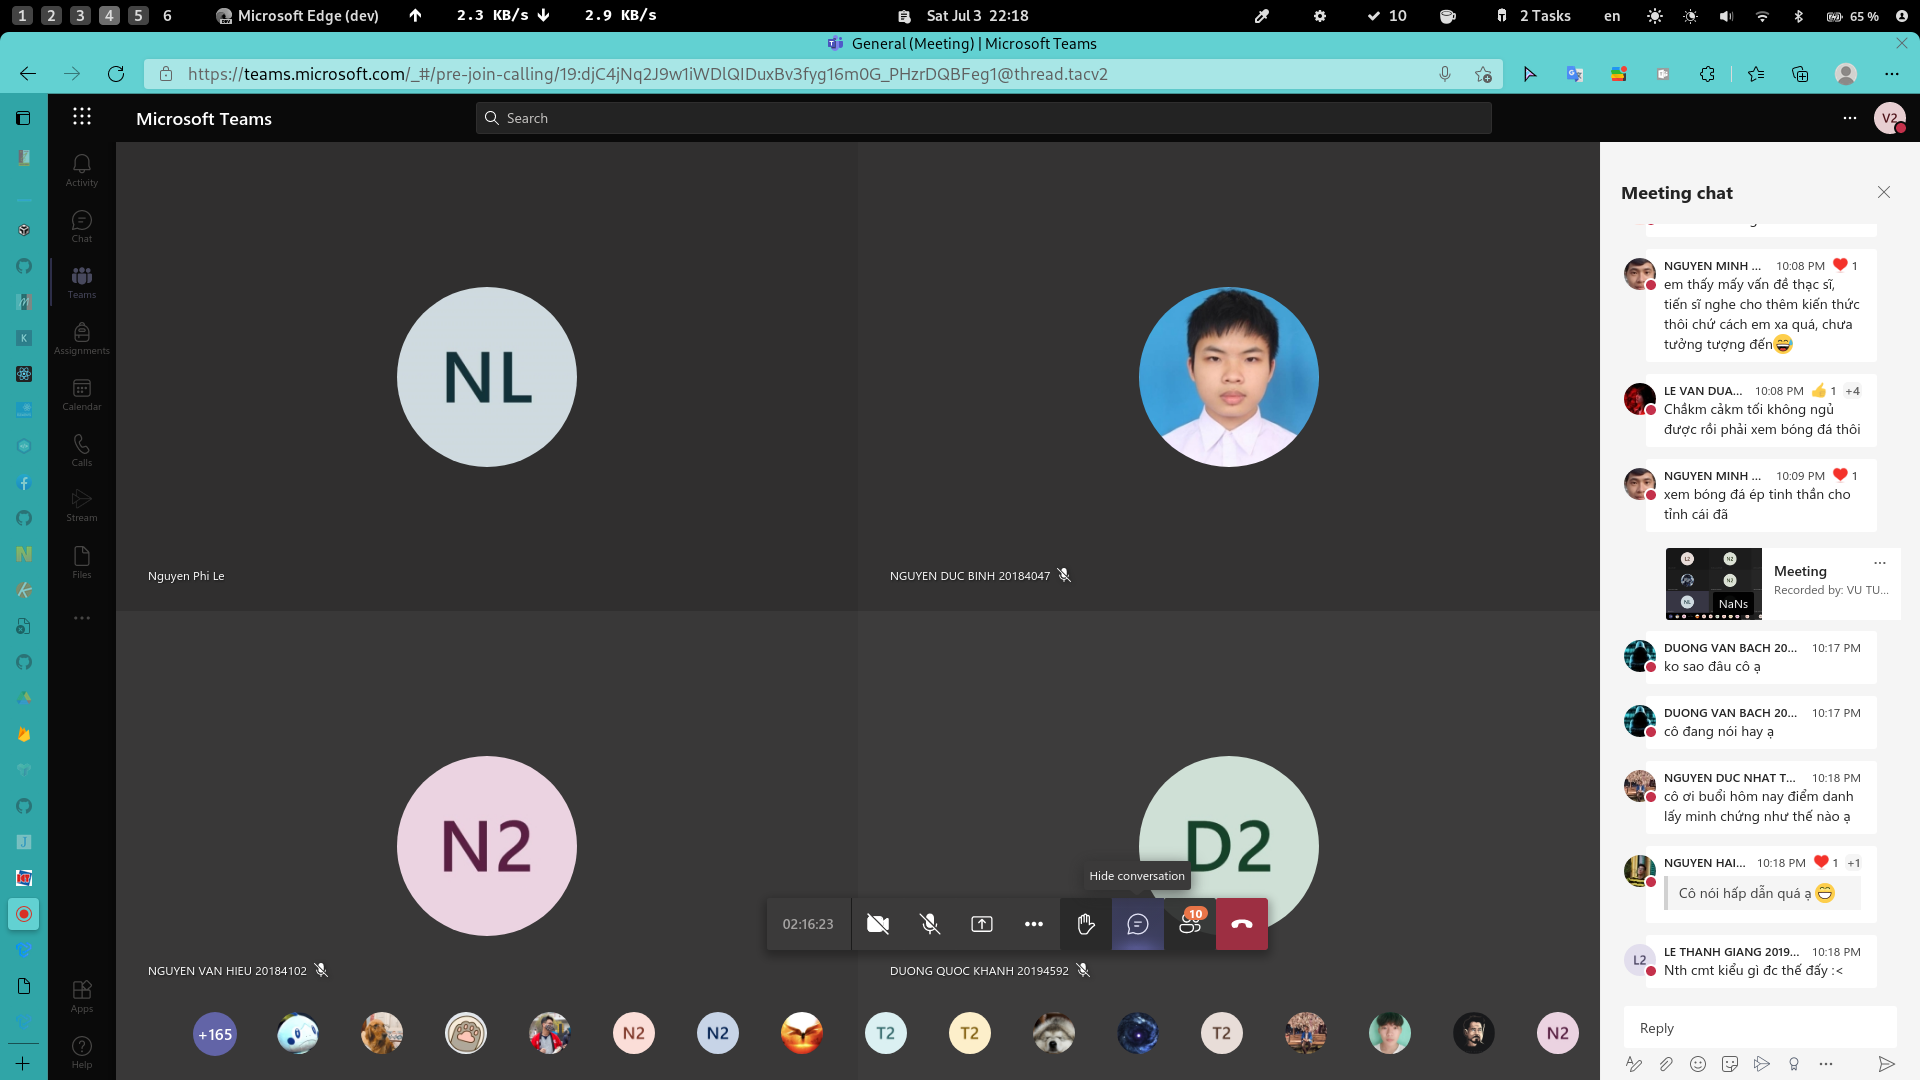 1 2 3 4 5 6 Microsoft Edge (dev) 2.3 KB/s 2.9 KB/s Sat Jul 3 22:18 10 2 Tasks en 65 %
General (Meeting) | Microsoft Teams
https://teams.microsoft.com/_#/pre-join-calling/19:djC4jNq2J9w1iWDlQIDuxBv3fyg16m0G_PHzrDQBFeg1@thread.tacv2
Microsoft Teams
Search
V2
Activity
Chat
Teams
Assignments
Calendar
Calls
Stream
Files
Apps
Help
NL
Nguyen Phi Le
NGUYEN DUC BINH 20184047
N2
NGUYEN VAN HIEU 20184102
D2
DUONG QUOC KHANH 20194592
Hide conversation
02:16:23
10
+165
N2
N2
T2
T2
T2
N2
Meeting chat
NGUYEN MINH ... 10:08 PM 1
em thấy mấy vấn đề thạc sĩ,
tiến sĩ nghe cho thêm kiến thức
thôi chứ cách em xa quá, chưa
tưởng tượng đến
LE VAN DUA... 10:08 PM 1 +4
Chầkm cảkm tối không ngủ
được rồi phải xem bóng đá thôi
NGUYEN MINH ... 10:09 PM 1
xem bóng đá ép tinh thần cho
tỉnh cái đã
Meeting
Recorded by: VU TU...
NaNs
DUONG VAN BACH 20... 10:17 PM
ko sao đâu cô ạ
DUONG VAN BACH 20... 10:17 PM
cô đang nói hay ạ
NGUYEN DUC NHAT T... 10:18 PM
cô ơi buổi hôm nay điểm danh
lấy minh chứng như thế nào ạ
NGUYEN HAI... 10:18 PM 1 +1
Cô nói hấp dẫn quá ạ
L2
LE THANH GIANG 2019... 10:18 PM
Nth cmt kiểu gì đc thế đấy :<
Reply